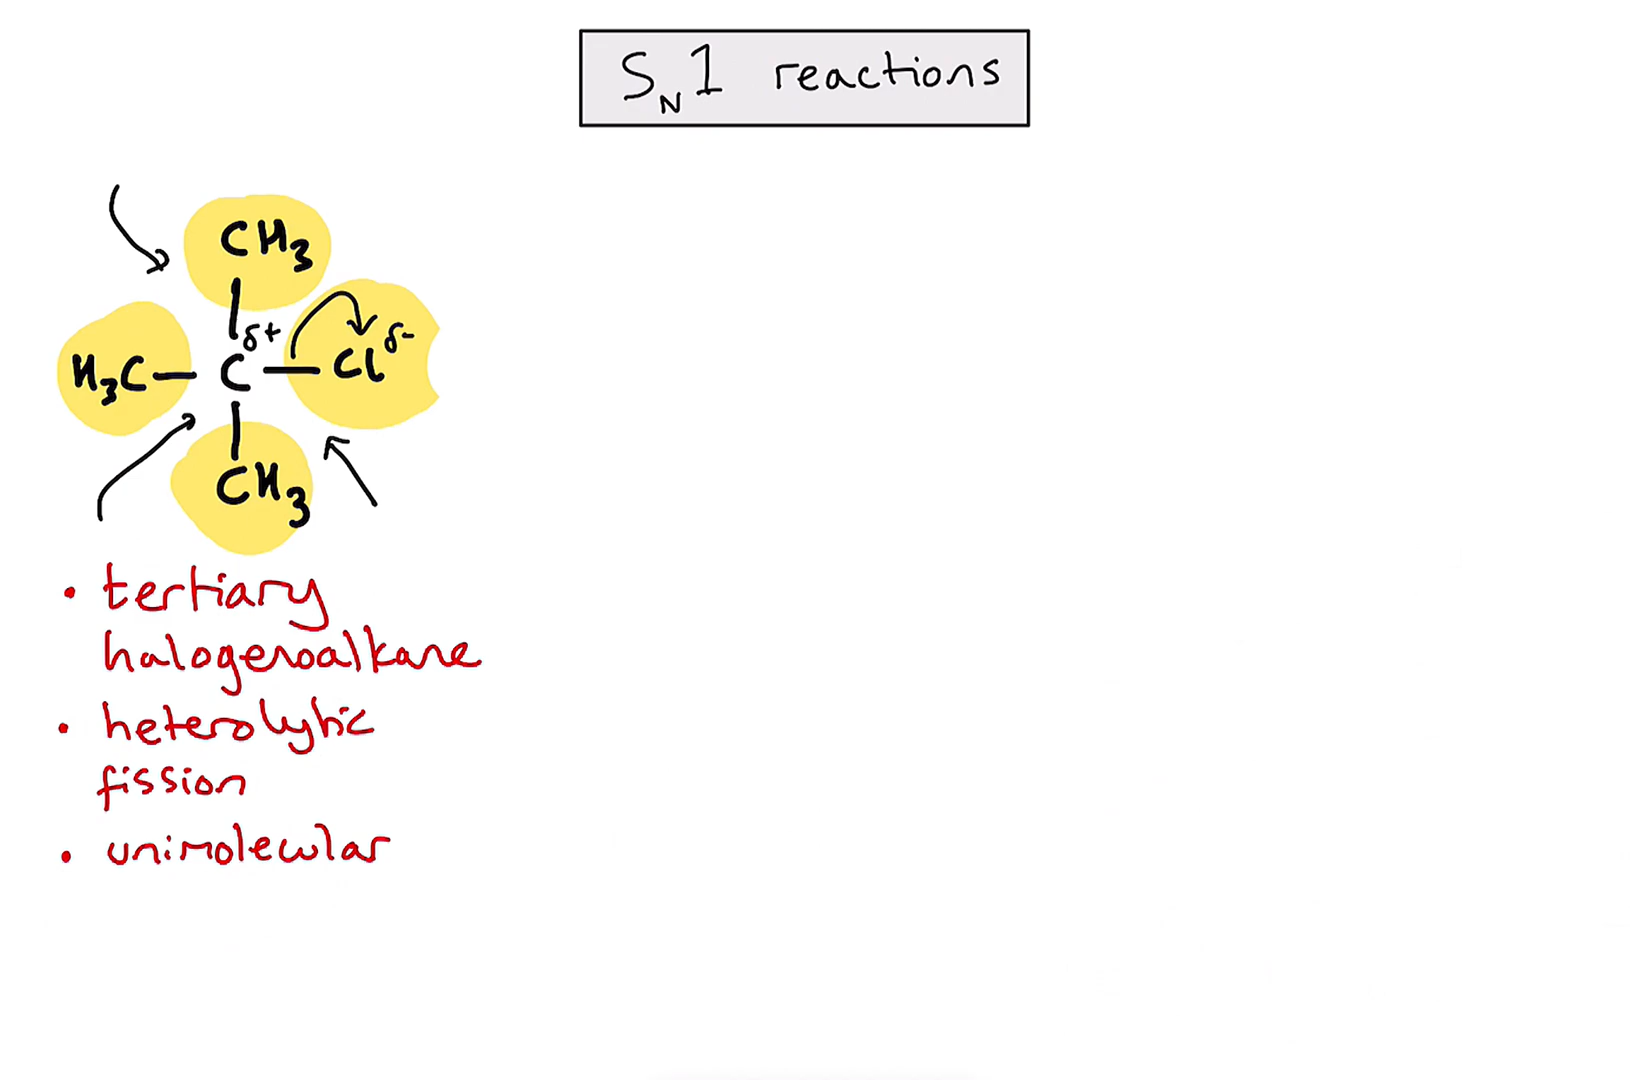 SN1 reactions
CH3
δ+
δ-
H3C-C-Cl
CH3
• tertiary
halogenoalkane
• heterolytic
fission
• unimolecular